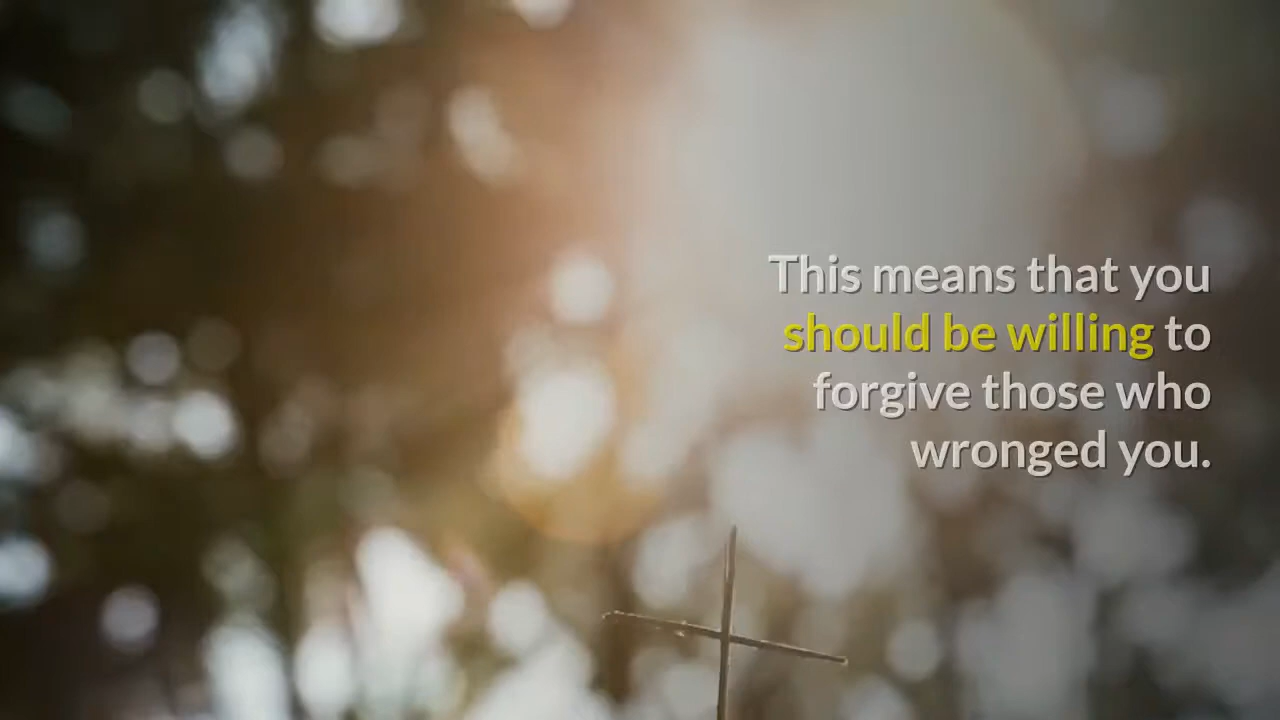 This means that you
should be willing to
forgive those who
wronged you.